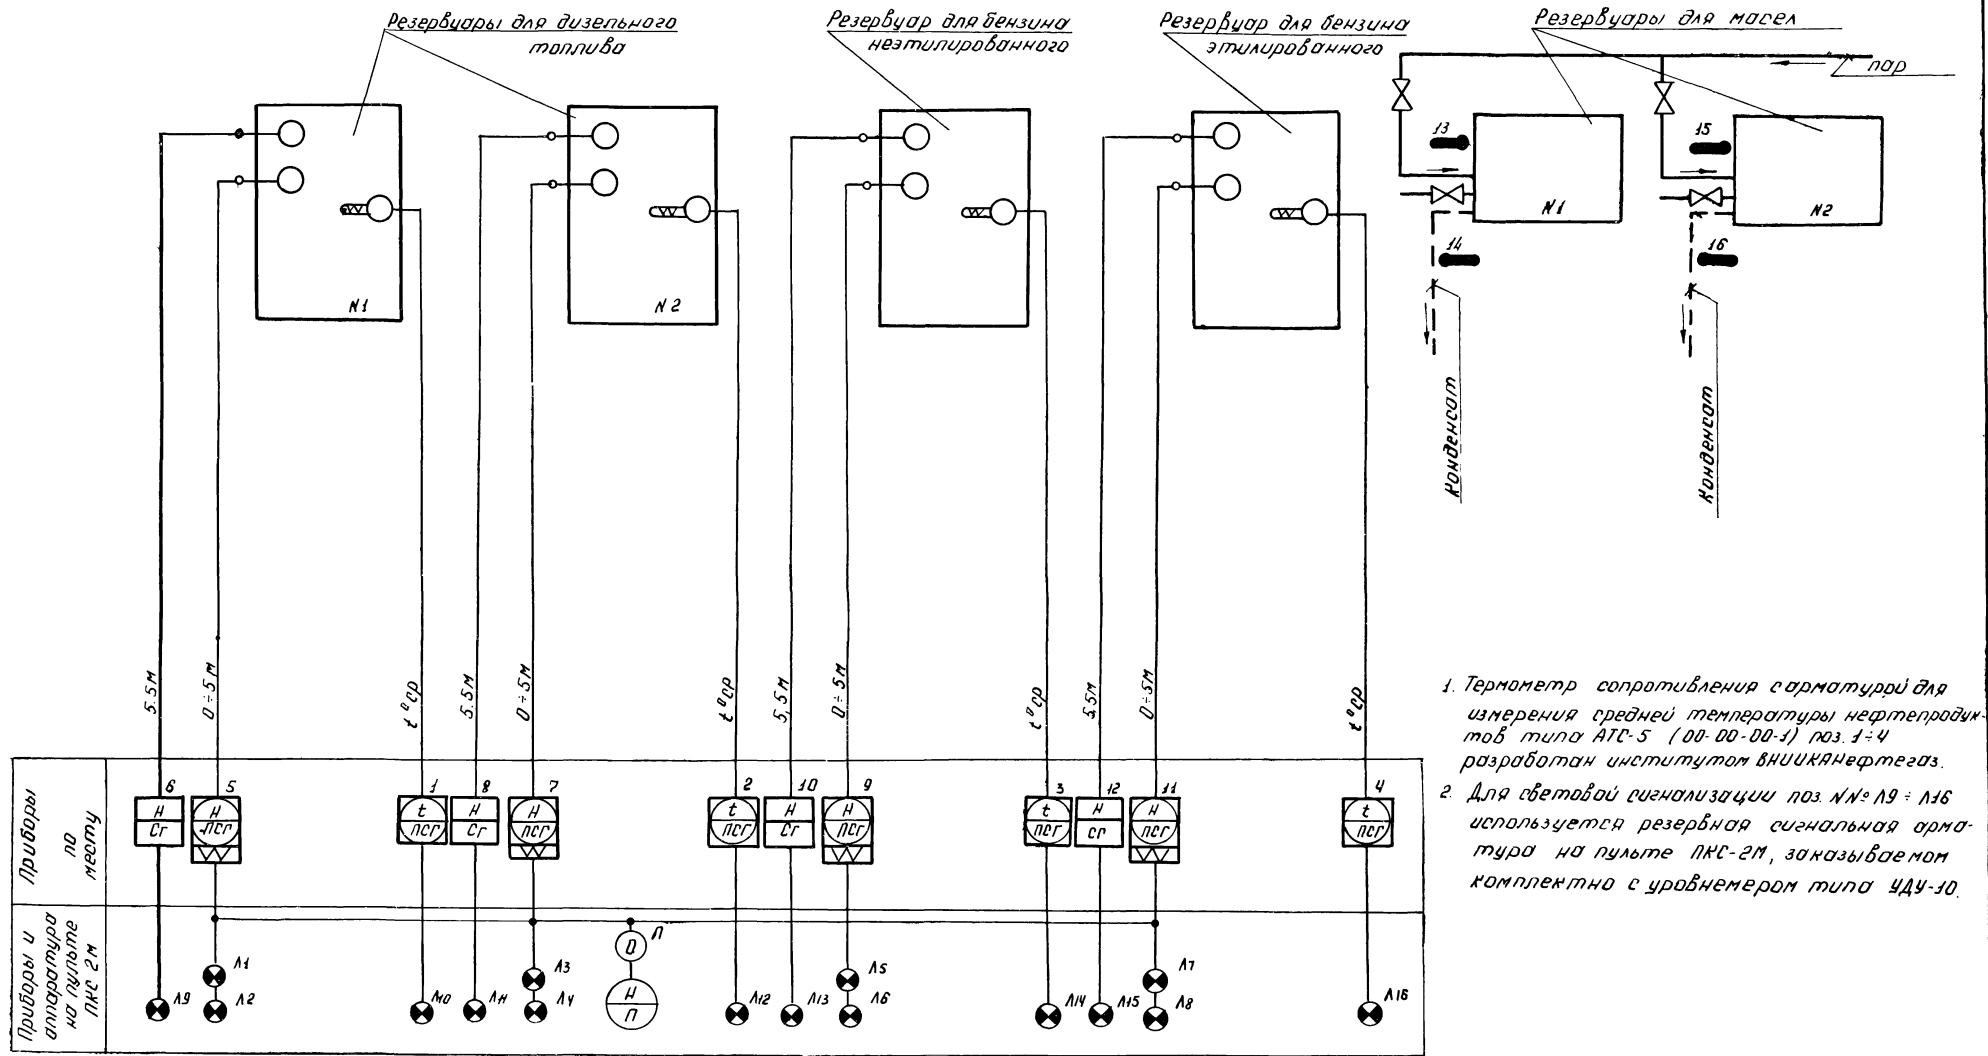 Резервуары для дизельного
топлива
Резервуар для бензина
неэтилированного
Резервуар для бензина
этилированного
Резервуары для масел
пар
13
15
N1
N2
14
16
N1
N2
Конденсат
Конденсат
5.5м
0÷5м
t°ср
5.5м
0÷5м
t°ср
5,5м
0÷5м
t°ср
5,5м
0÷5м
t°ср
1. Термометр сопротивления с арматурой для
измерения средней температуры нефтепродук-
тов типа АТС-5 (00-00-00-1) поз. 1÷4
разработан институтом ВНИИКАНефтегаз.
2. Для световой сигнализации поз. NNº Л9 ÷ Л16
используется резервная сигнальная арма-
тура на пульте ПКС-2М, заказываемом
комплектно с уровнемером типа УДУ-10.
Приборы
по
месту
6 5 1 8 7 2 10 9 3 12 11 4
Н Н t Н Н t Н Н t Н Н t
Сг ПСГ ПСГ Сг ПСГ ПСГ Сг ПСГ ПСГ Сг ПСГ ПСГ
Приборы и
аппаратура
на пульте
ПКС 2м
П
0
Н
П
Л1 Л3 Л5 Л7
Л9 Л2 Л10 Л11 Л4 Л12 Л13 Л6 Л14 Л15 Л8 Л16